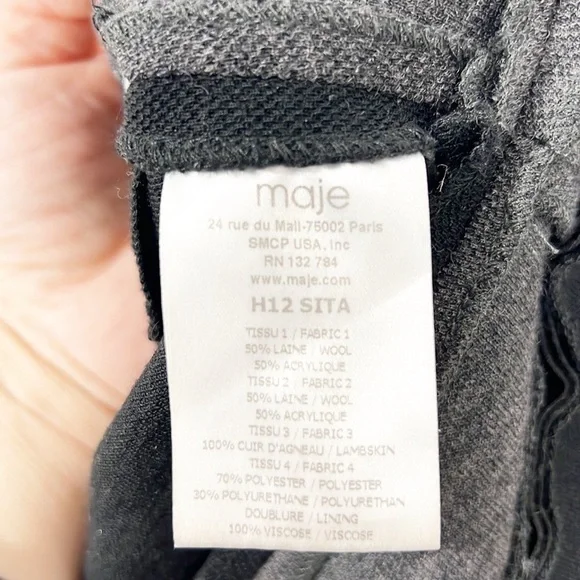 maje
24 rue du Mail-75002 Paris
SMCP USA, Inc
RN 132 784
www.maje.com
H12 SITA
TISSU 1 / FABRIC 1
50% LAINE / WOOL
50% ACRYLIQUE
TISSU 2 / FABRIC 2
50% LAINE / WOOL
50% ACRYLIQUE
TISSU 3 / FABRIC 3
100% CUIR D'AGNEAU / LAMBSKIN
TISSU 4 / FABRIC 4
70% POLYESTER / POLYESTER
30% POLYURETHANE / POLYURETHAN
DOUBLURE / LINING
100% VISCOSE / VISCOSE